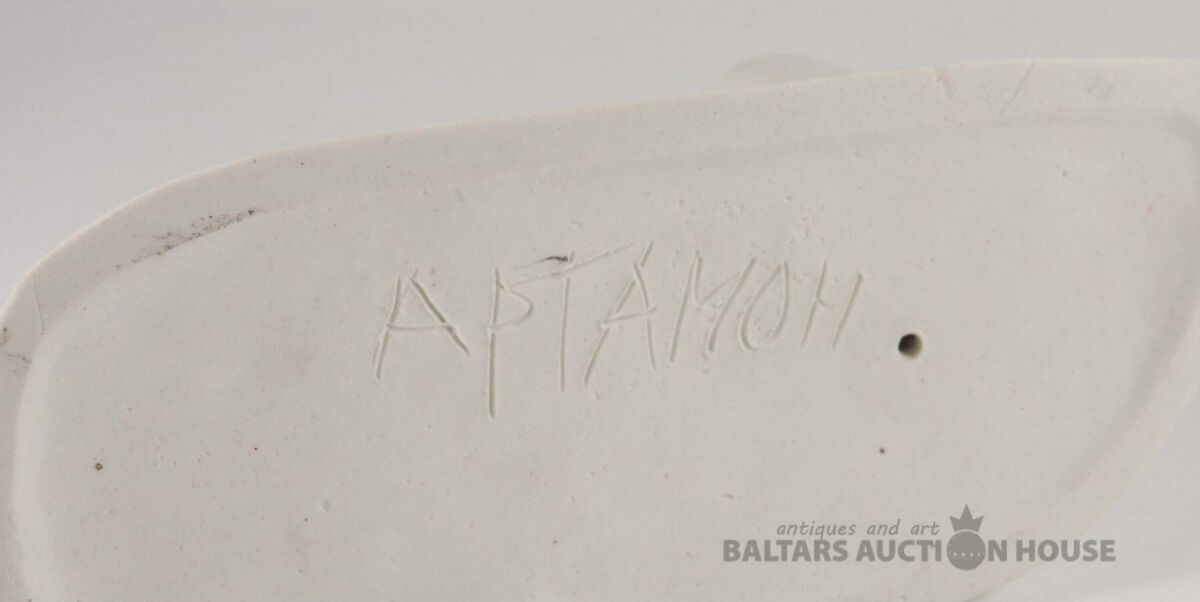 АРТАМОН
antiques and art
BALTARS AUCTION HOUSE